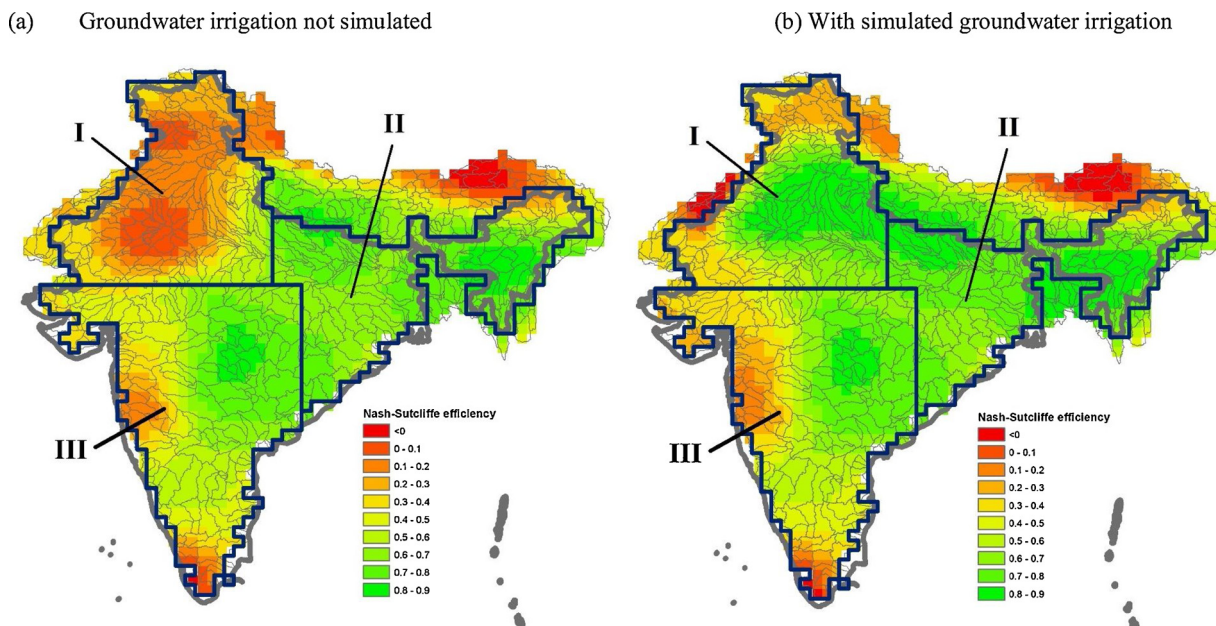 (a) Groundwater irrigation not simulated
I
II
III
Nash-Sutcliffe efficiency
<0
0 - 0.1
0.1 - 0.2
0.2 - 0.3
0.3 - 0.4
0.4 - 0.5
0.5 - 0.6
0.6 - 0.7
0.7 - 0.8
0.8 - 0.9
(b) With simulated groundwater irrigation
I
II
III
Nash-Sutcliffe efficiency
<0
0 - 0.1
0.1 - 0.2
0.2 - 0.3
0.3 - 0.4
0.4 - 0.5
0.5 - 0.6
0.6 - 0.7
0.7 - 0.8
0.8 - 0.9